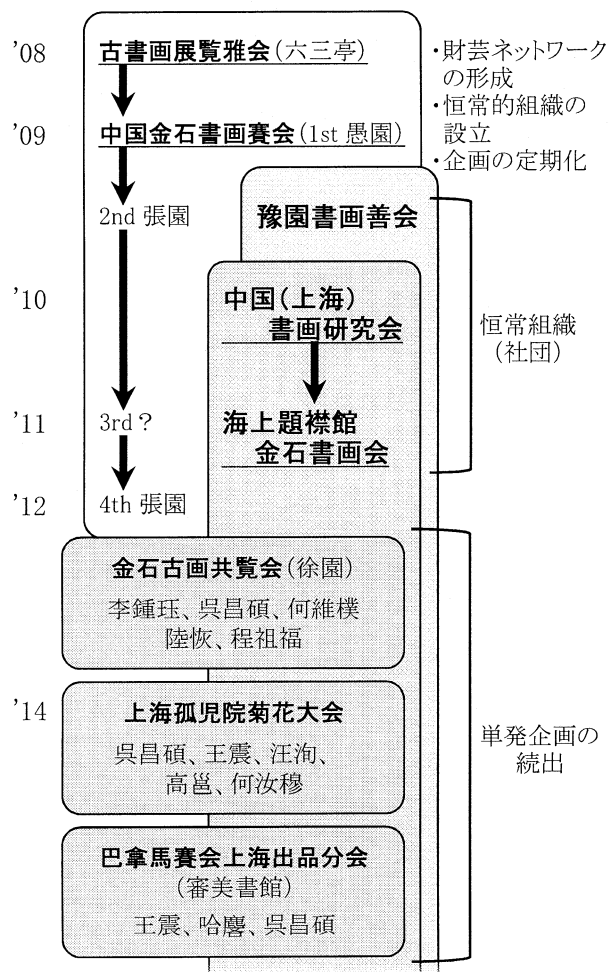 ’08
古書画展覧雅会(六三亭)
・財芸ネットワーク
の形成
・恒常的組織の
設立
・企画の定期化
’09
中国金石書画賽会(1st 愚園)
2nd 張園
豫園書画善会
’10
中国(上海)
書画研究会
恒常組織
(社団)
’11
3rd ?
海上題襟館
金石書画会
’12
4th 張園
金石古画共覧会(徐園)
李鍾珏、呉昌碩、何維樸
陸恢、程祖福
’14
上海孤児院菊花大会
呉昌碩、王震、汪洵、
高邕、何汝穆
単発企画の
続出
巴拿馬賽会上海出品分会
(審美書館)
王震、哈麐、呉昌碩